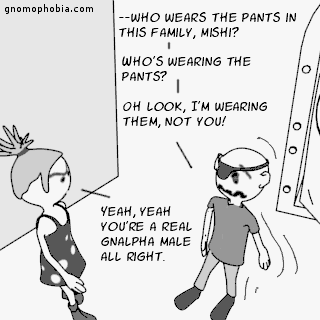 gnomophobia.com
--WHO WEARS THE PANTS IN
THIS FAMILY, MISHI?
WHO'S WEARING THE
PANTS?
OH LOOK, I'M WEARING
THEM, NOT YOU!
YEAH, YEAH
YOU'RE A REAL
GNALPHA MALE
ALL RIGHT.